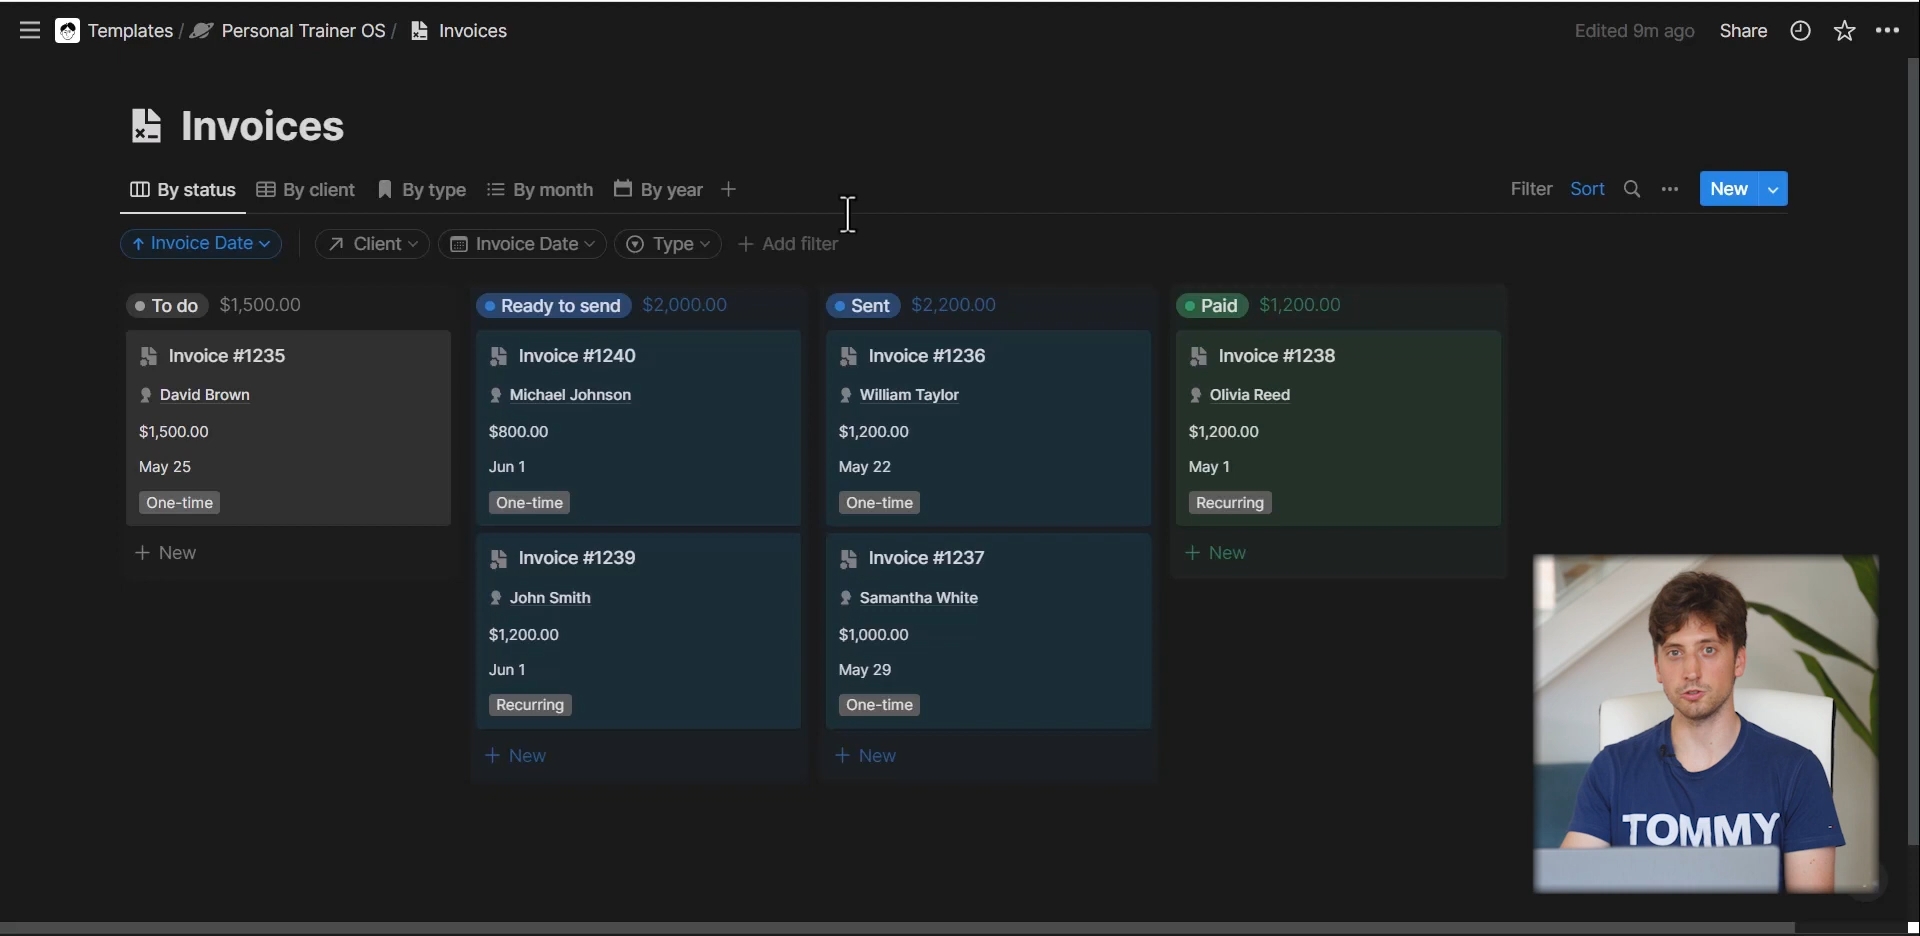 Templates / Personal Trainer OS / Invoices
Edited 9m ago Share
Invoices
By status By client By type By month By year
Filter Sort New
Invoice Date Client Invoice Date Type Add filter
To do $1,500.00
Invoice #1235
David Brown
$1,500.00
May 25
One-time
New
Ready to send $2,000.00
Invoice #1240
Michael Johnson
$800.00
Jun 1
One-time
Invoice #1239
John Smith
$1,200.00
Jun 1
Recurring
New
Sent $2,200.00
Invoice #1236
William Taylor
$1,200.00
May 22
One-time
Invoice #1237
Samantha White
$1,000.00
May 29
One-time
New
Paid $1,200.00
Invoice #1238
Olivia Reed
$1,200.00
May 1
Recurring
New
TOMMY